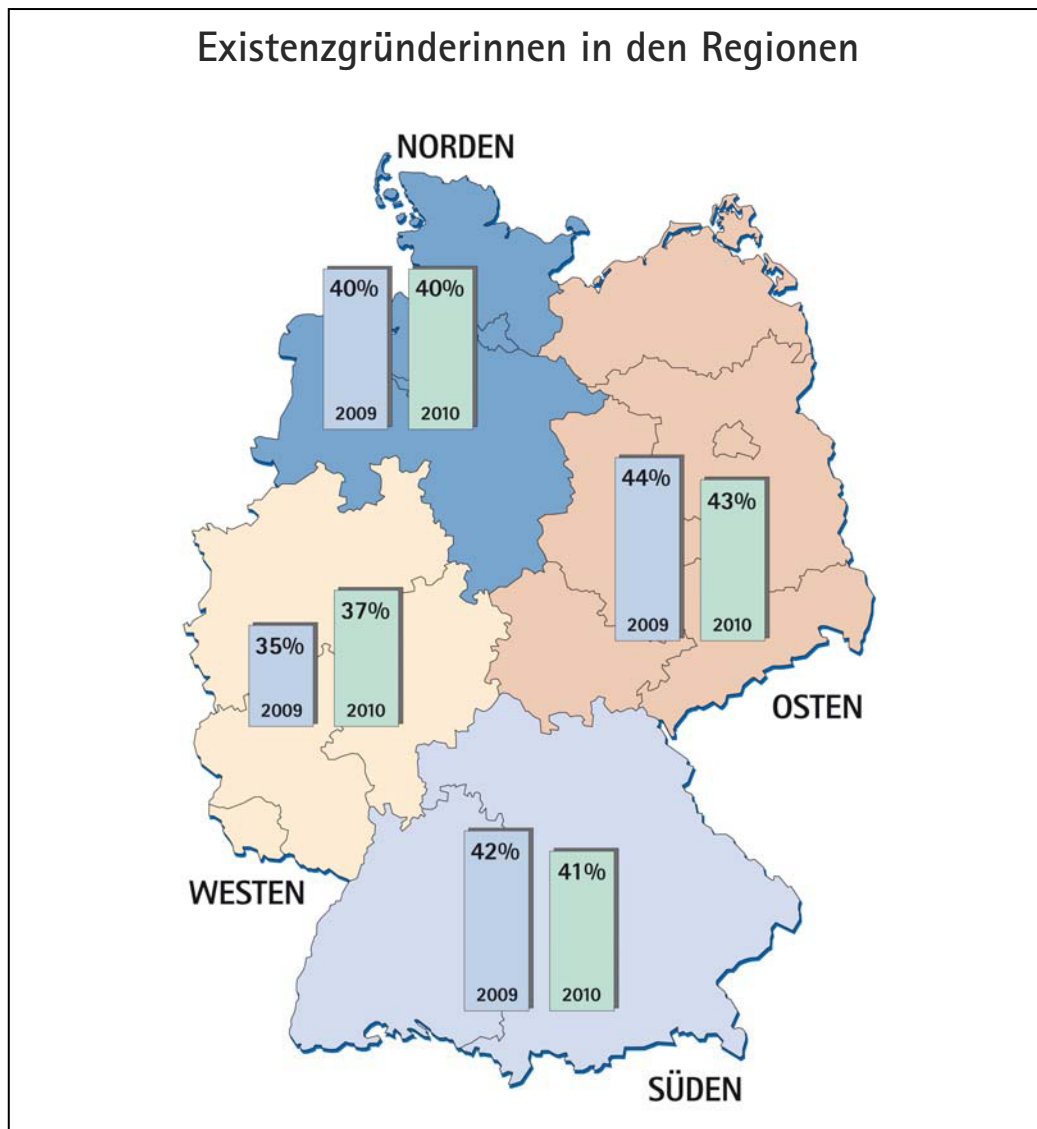 Existenzgründerinnen in den Regionen
NORDEN
40% 40%
2009 2010
44% 43%
2009 2010
OSTEN
35% 37%
2009 2010
WESTEN
42% 41%
2009 2010
SÜDEN